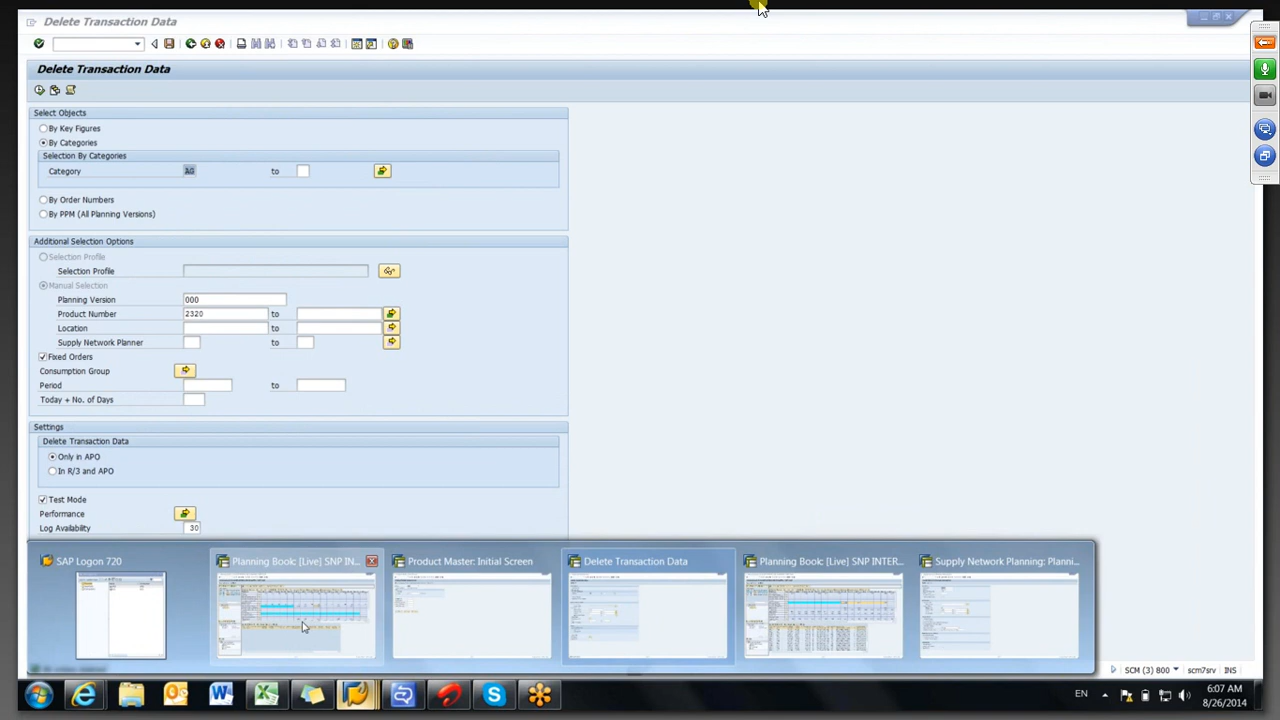 Delete Transaction Data
Delete Transaction Data
Select Objects
By Key Figures
By Categories
Selection By Categories
Category AG to
By Order Numbers
By PPM (All Planning Versions)
Additional Selection Options
Selection Profile
Selection Profile
Manual Selection
Planning Version 000
Product Number 2320 to
Location to
Supply Network Planner to
Fixed Orders
Consumption Group
Period to
Today + No. of Days
Settings
Delete Transaction Data
Only in APO
In R/3 and APO
Test Mode
Performance
Log Availability 30
SAP Logon 720 Planning Book: [Live] SNP IN... Product Master: Initial Screen Delete Transaction Data Planning Book: [Live] SNP INTER... Supply Network Planning: Planni...
SCM (3) 800 scm7srv INS
EN 6:07 AM
8/26/2014